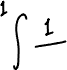 1
∫ 1
—